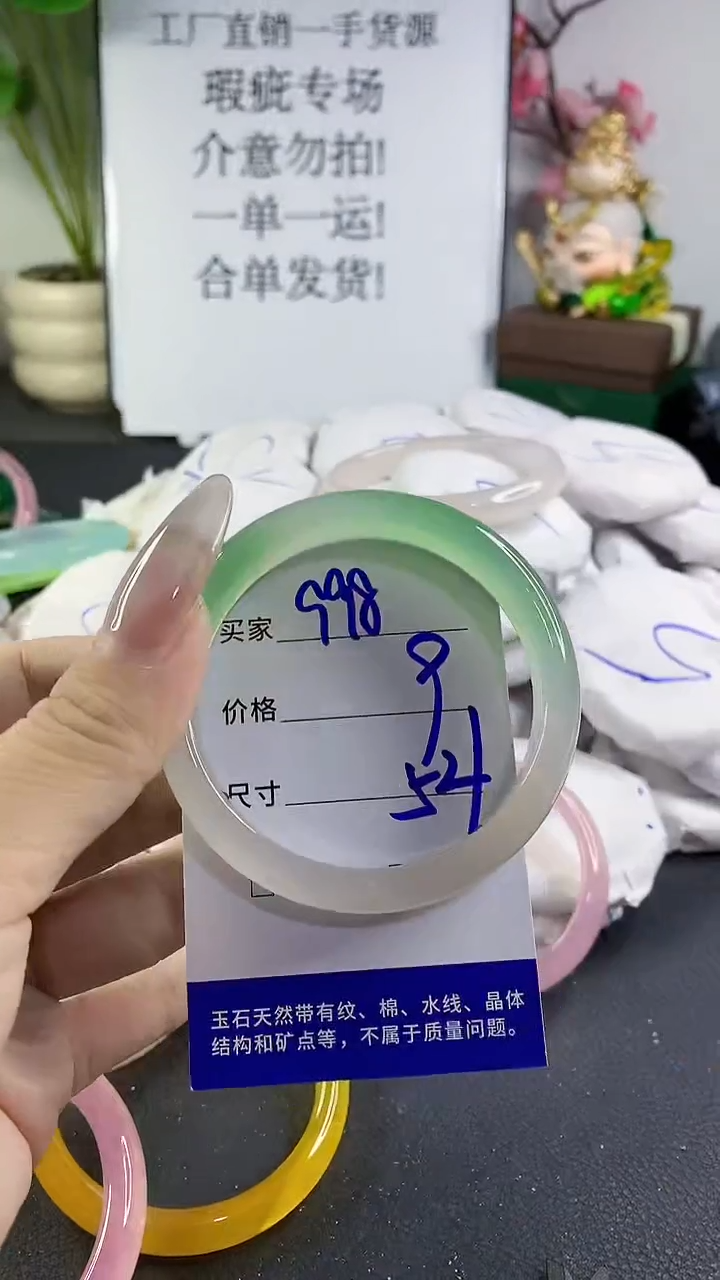 工厂直销一手货源
瑕疵专场
介意勿拍!
一单一运!
合单发货!
买家 998
价格 9
尺寸 54
玉石天然带有纹、棉、水线、晶体
结构和矿点等，不属于质量问题。